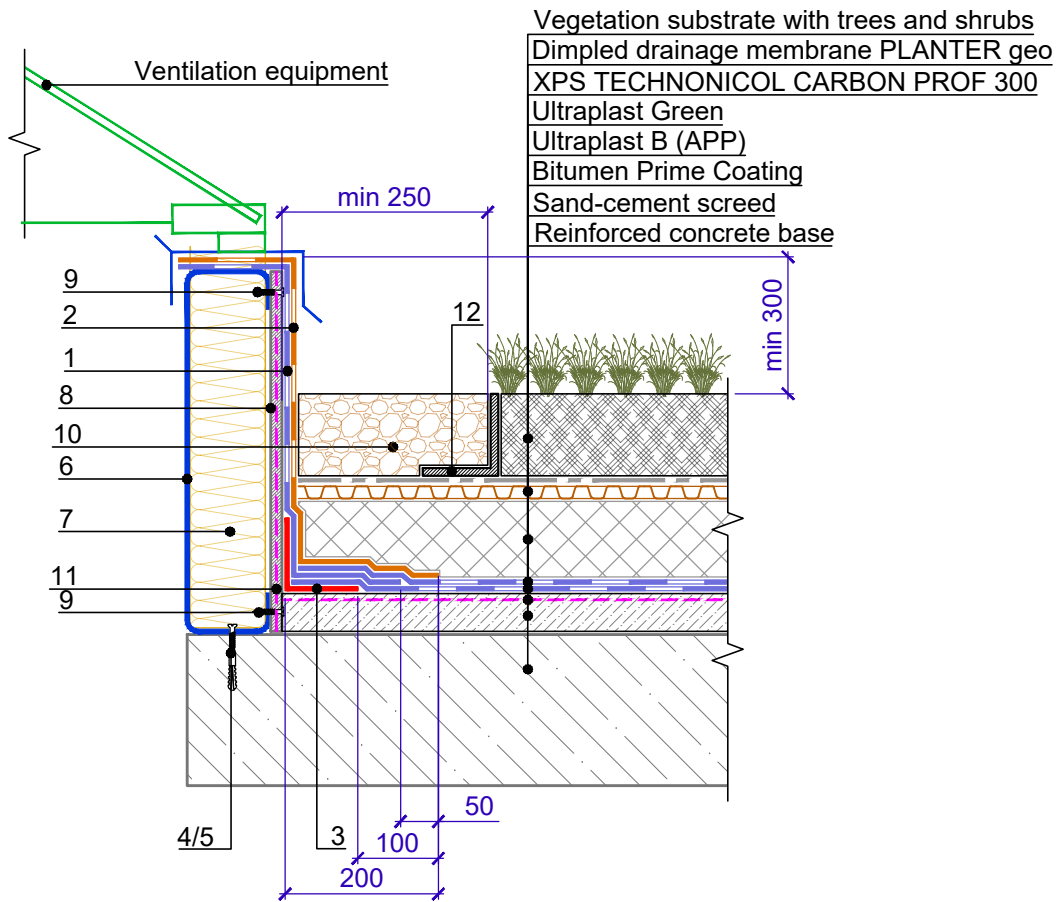 Vegetation substrate with trees and shrubs
Dimpled drainage membrane PLANTER geo
XPS TECHNONICOL CARBON PROF 300
Ultraplast Green
Ultraplast B (APP)
Bitumen Prime Coating
Sand-cement screed
Reinforced concrete base
Ventilation equipment
min 250
min 300
9
2
1
8
10
6
7
11
9
12
4/5
3
50
100
200